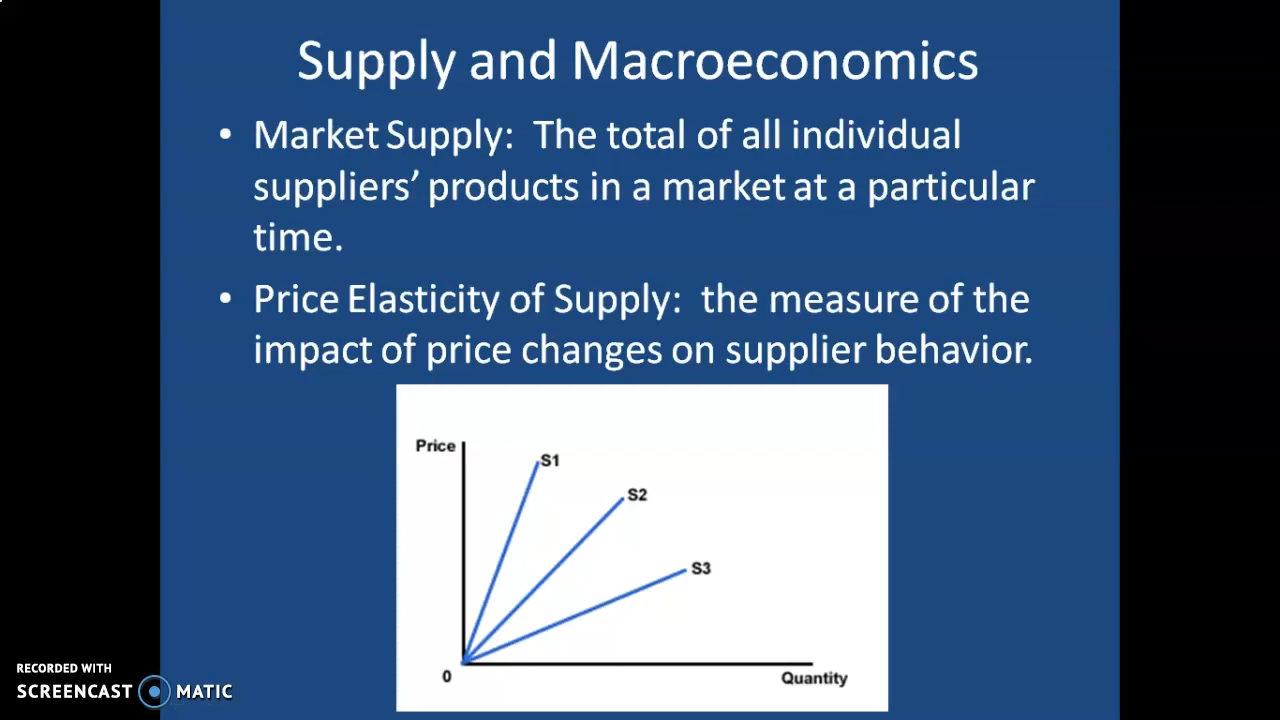 Supply and Macroeconomics
• Market Supply:  The total of all individual
suppliers’ products in a market at a particular
time.
• Price Elasticity of Supply:  the measure of the
impact of price changes on supplier behavior.
Price
S1
S2
S3
0
Quantity
RECORDED WITH
SCREENCAST MATIC